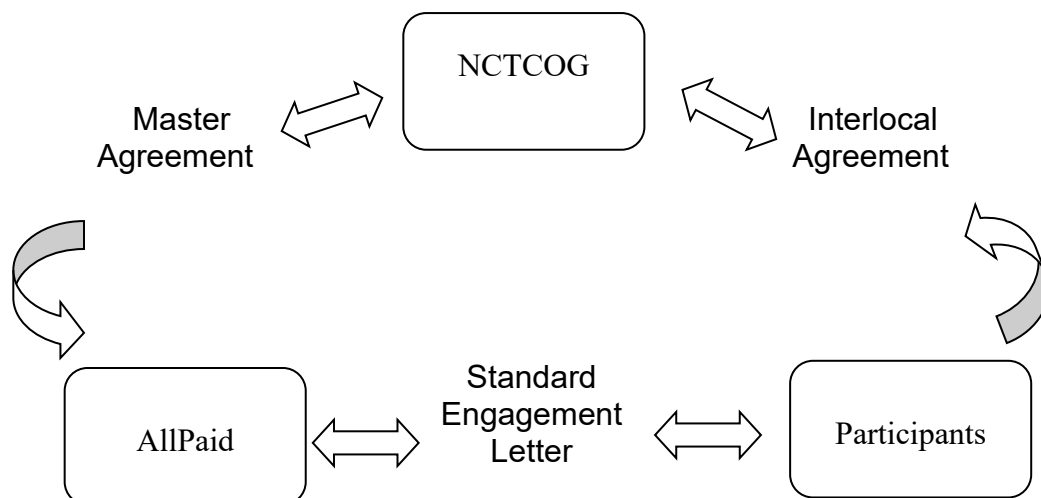 NCTCOG
Master
Agreement
Interlocal
Agreement
AllPaid
Standard
Engagement
Letter
Participants